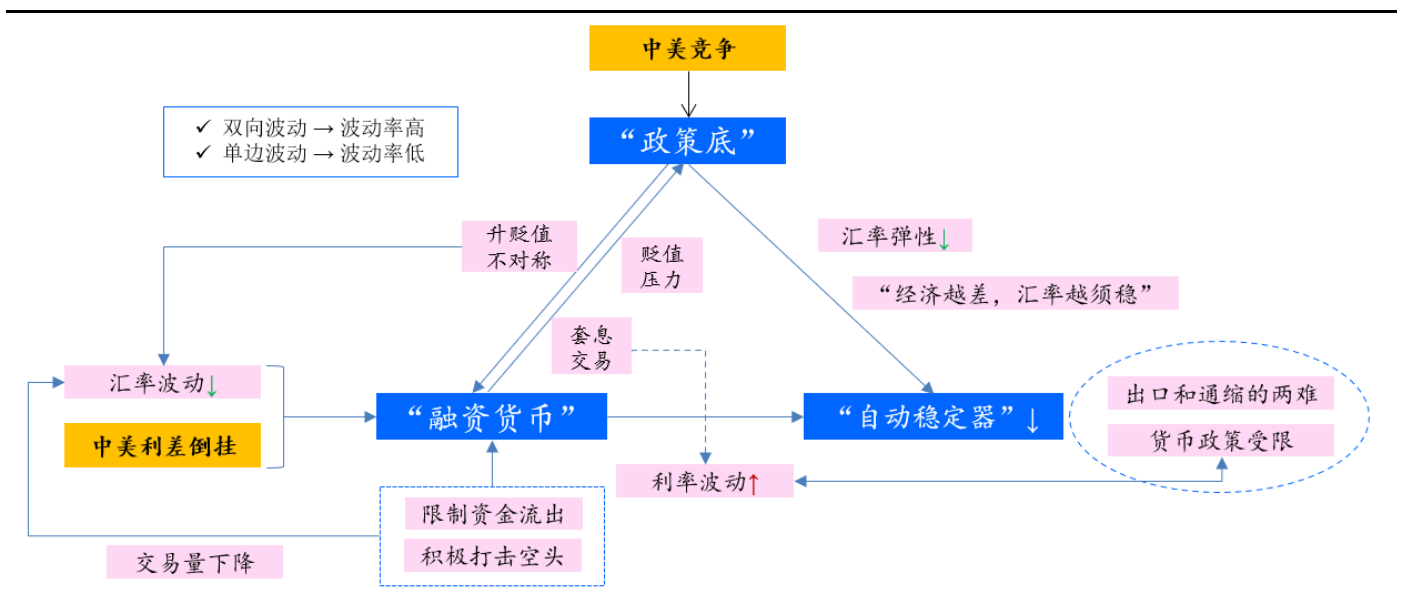 中美竞争
✓ 双向波动 → 波动率高
✓ 单边波动 → 波动率低
“政策底”
升贬值
不对称
贬值
压力
汇率弹性↓
“经济越差，汇率越须稳”
套息
交易
汇率波动↓
中美利差倒挂
“融资货币”
“自动稳定器”↓
出口和通缩的两难
货币政策受限
利率波动↑
限制资金流出
积极打击空头
交易量下降